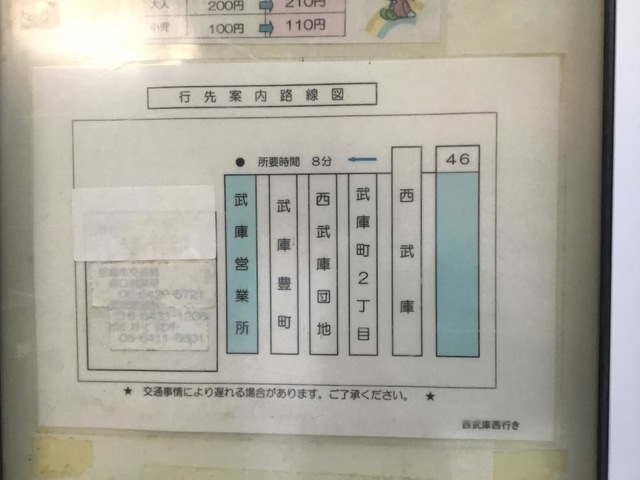 大人 200円 ➡ 210円
小児 100円 ➡ 110円
行先案内路線図
● 所要時間 8分 ← 46
西武庫
武庫町2丁目
西武庫団地
武庫豊町
武庫営業所
★ 交通事情により遅れる場合があります。ご了承ください。 ★
西武庫西行き